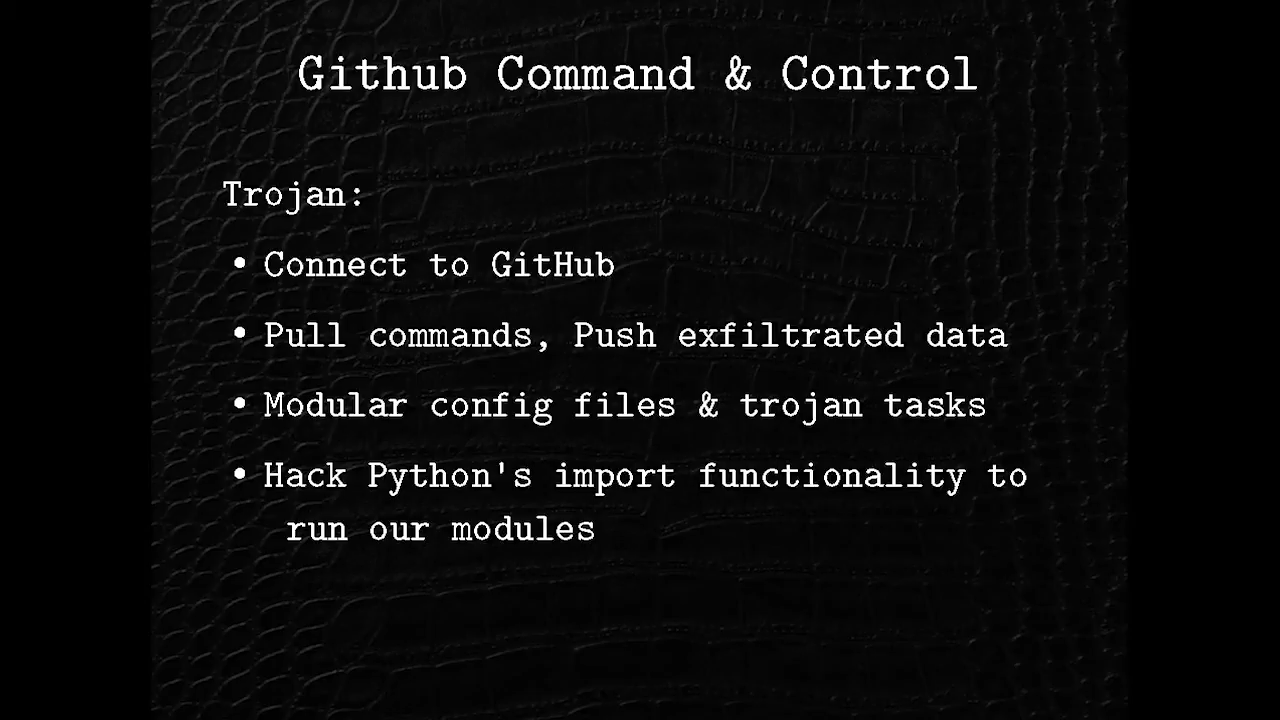 Github Command & Control
Trojan:
• Connect to GitHub
• Pull commands, Push exfiltrated data
• Modular config files & trojan tasks
• Hack Python's import functionality to
run our modules